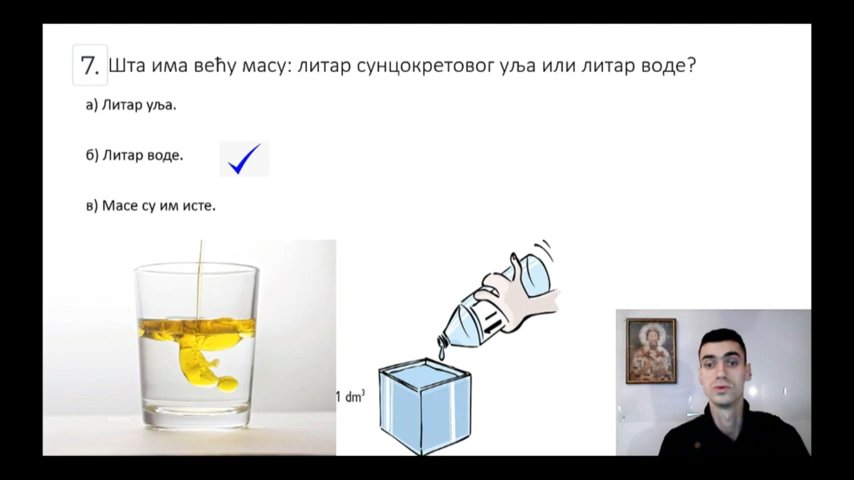 7. Шта има већу масу: литар сунцокретовог уља или литар воде?
а) Литар уља.
б) Литар воде.
в) Масе су им исте.
1 dm³